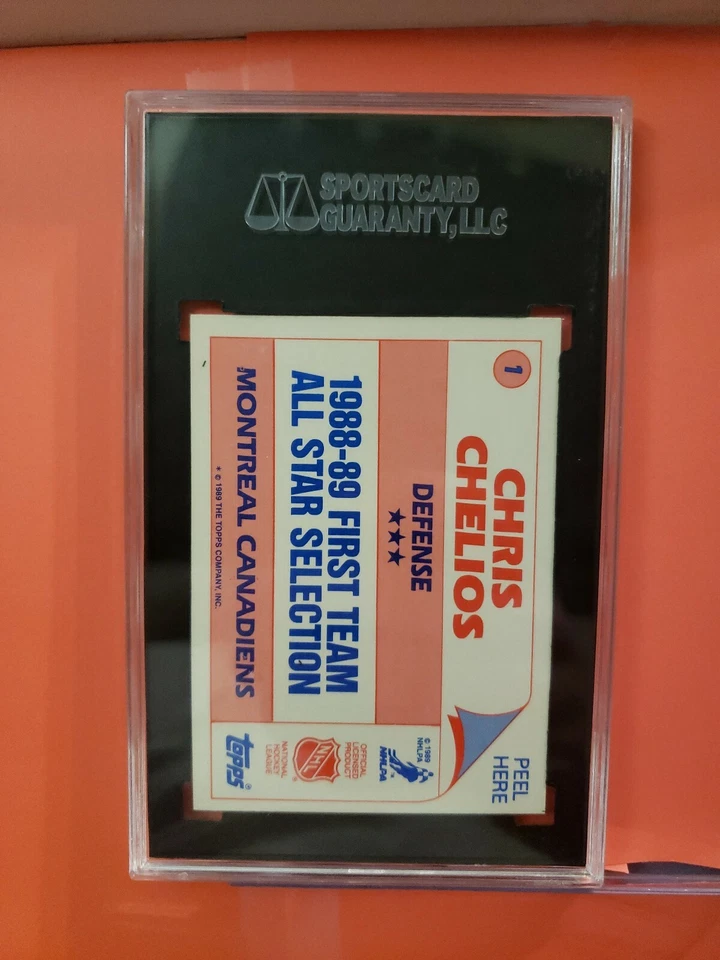 SPORTSCARD
GUARANTY, LLC
1
CHRIS
CHELIOS
DEFENSE
★★★
1988-89 FIRST TEAM
ALL STAR SELECTION
MONTREAL CANADIENS
* © 1989 THE TOPPS COMPANY, INC.
PEEL
HERE
© 1989
NHLPA
NHLPA™
OFFICIAL
LICENSED
PRODUCT
NHL®
NATIONAL
HOCKEY
LEAGUE
topps®